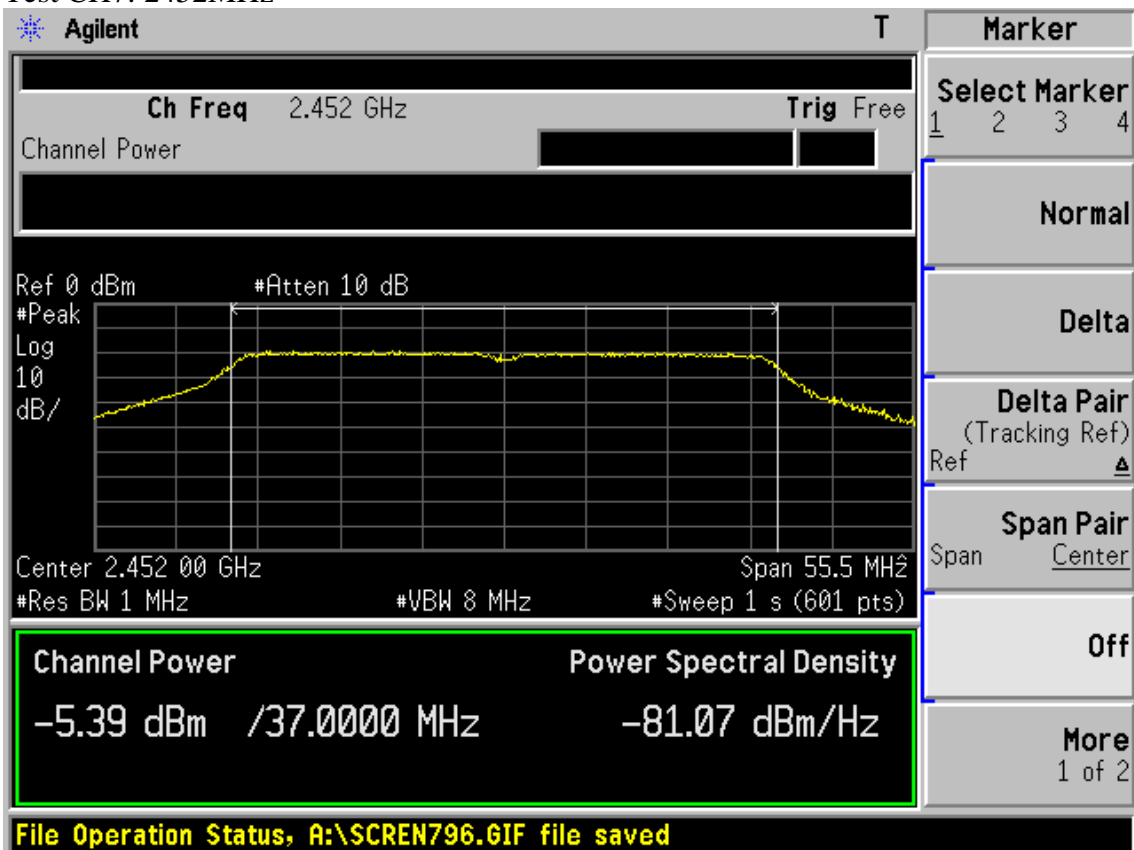 Agilent T Marker
Ch Freq 2.452 GHz Trig Free
Channel Power
Select Marker
1 2 3 4
Normal
Delta
Delta Pair
(Tracking Ref)
Ref Δ
Span Pair
Span Center
Off
More
1 of 2
Ref 0 dBm #Atten 10 dB
#Peak
Log
10
dB/
Center 2.452 00 GHz Span 55.5 MHz
#Res BW 1 MHz #VBW 8 MHz #Sweep 1 s (601 pts)
Channel Power Power Spectral Density
-5.39 dBm /37.0000 MHz -81.07 dBm/Hz
File Operation Status, A:\SCREN796.GIF file saved